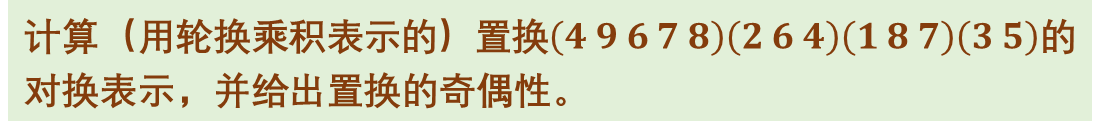 计算（用轮换乘积表示的）置换(4 9 6 7 8)(2 6 4)(1 8 7)(3 5)的
对换表示，并给出置换的奇偶性。